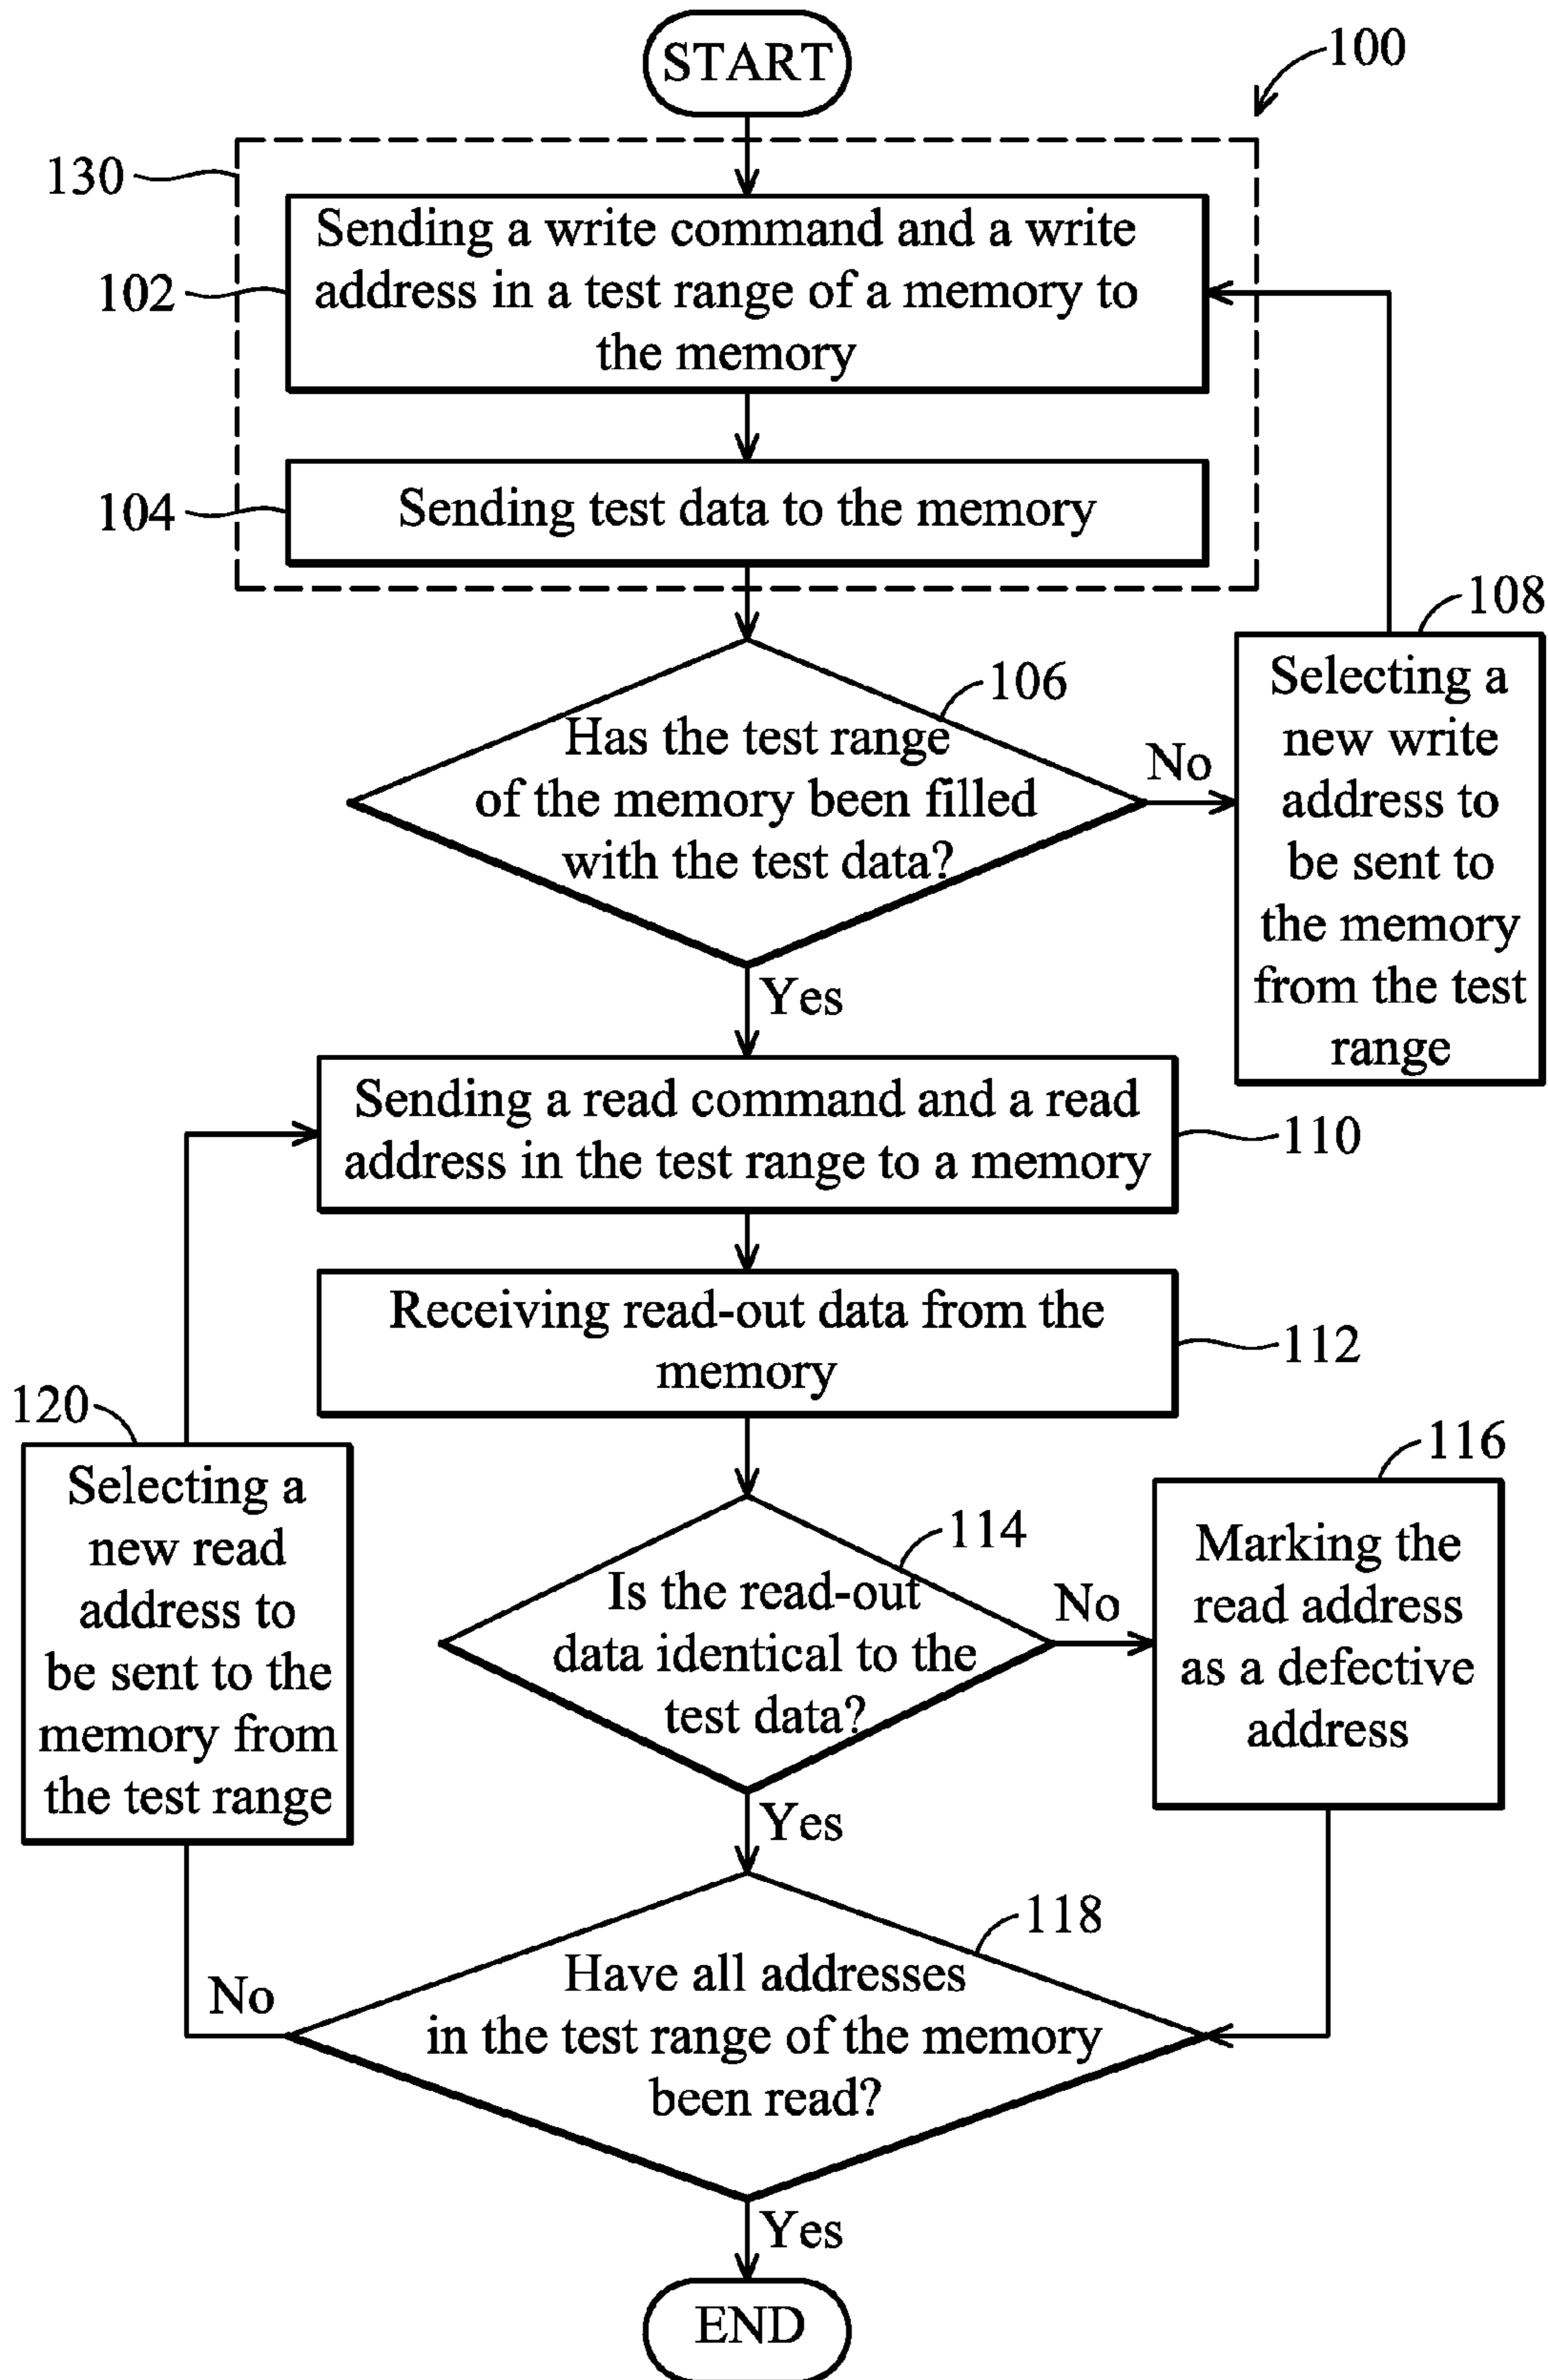 START
100
130
102
Sending a write command and a write
address in a test range of a memory to
the memory
104
Sending test data to the memory
106
Has the test range
of the memory been filled
with the test data?
No
108
Selecting a
new write
address to
be sent to
the memory
from the test
range
Yes
Sending a read command and a read
address in the test range to a memory
110
Receiving read-out data from the
memory
112
120
Selecting a
new read
address to
be sent to the
memory from
the test range
114
Is the read-out
data identical to the
test data?
No
116
Marking the
read address
as a defective
address
Yes
118
Have all addresses
in the test range of the memory
been read?
No
Yes
END